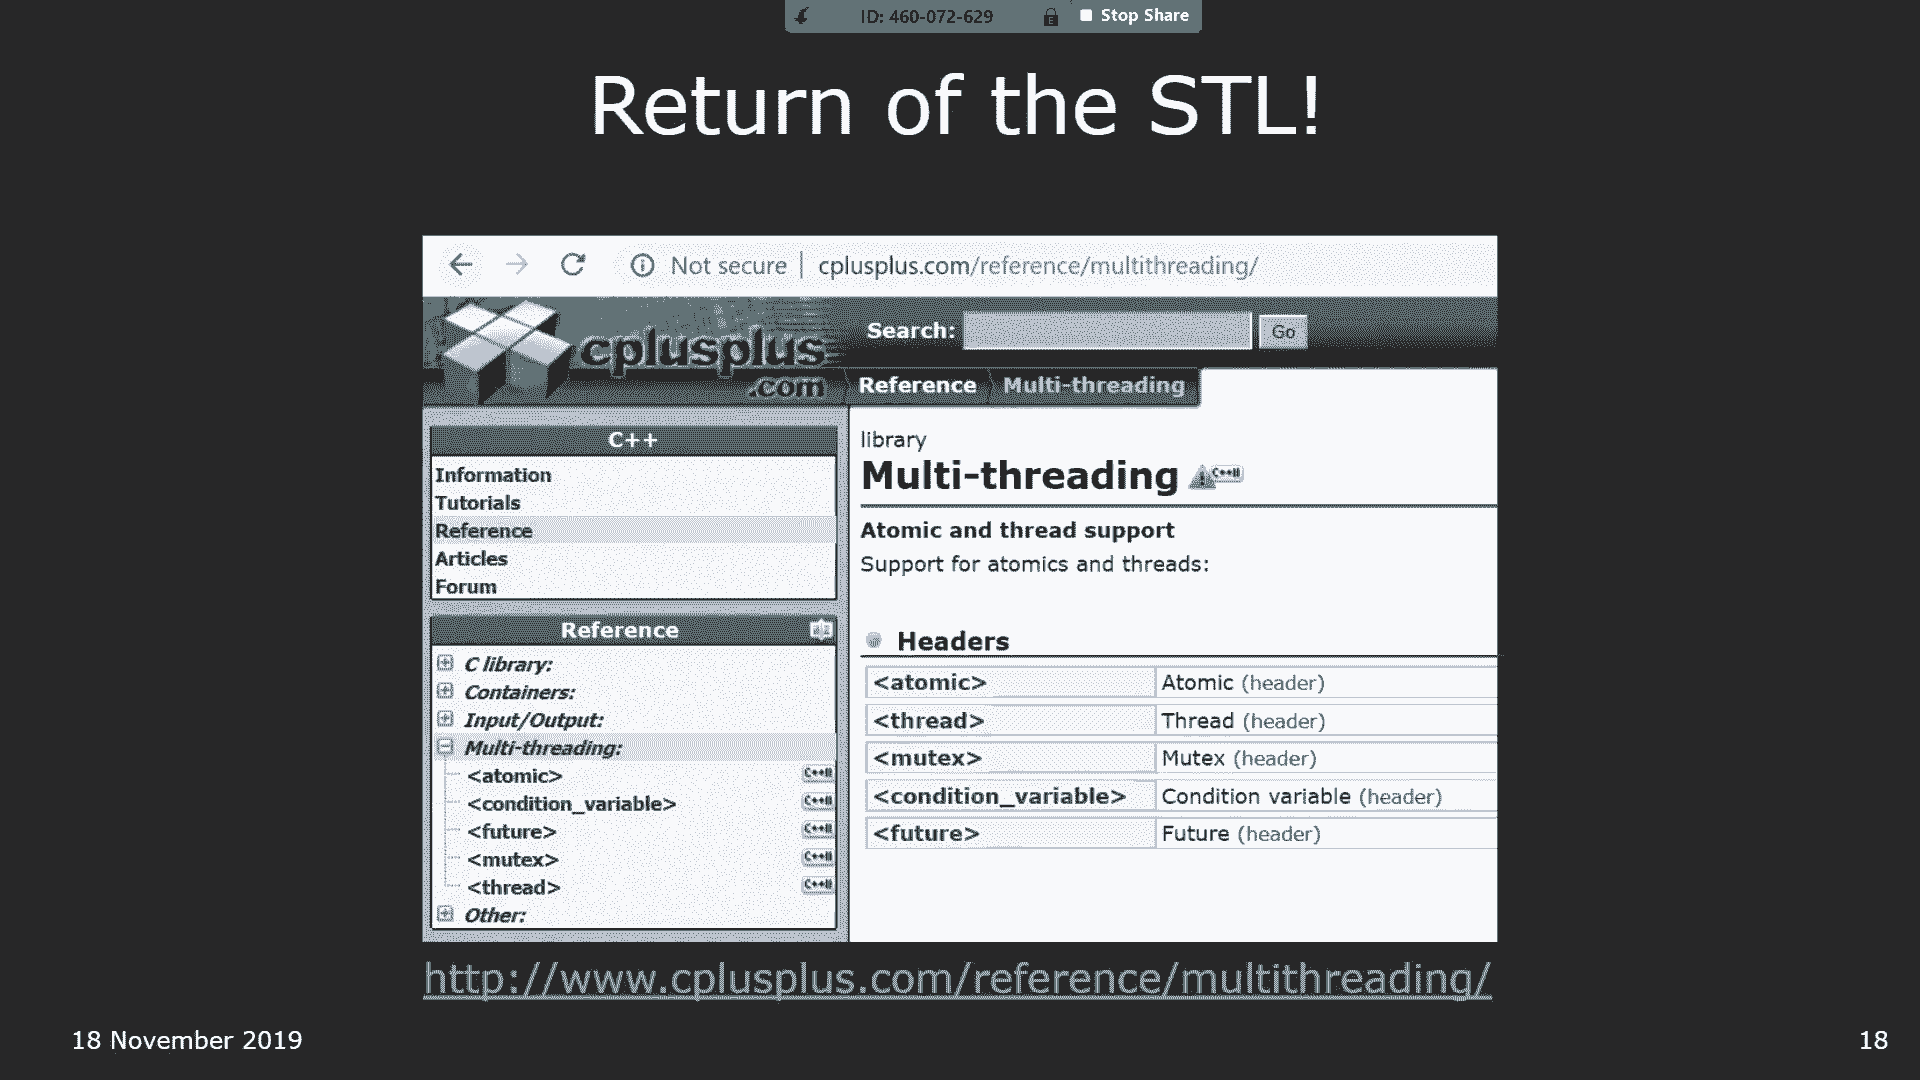 ID: 460-072-629
Stop Share
Return of the STL!
Not secure | cplusplus.com/reference/multithreading/
cplusplus
.com
Search:
Go
Reference
Multi-threading
C++
Information
Tutorials
Reference
Articles
Forum
Reference
C library:
Containers:
Input/Output:
Multi-threading:
<atomic> C++11
<condition_variable> C++11
<future> C++11
<mutex> C++11
<thread> C++11
Other:
library
Multi-threading C++11
Atomic and thread support
Support for atomics and threads:
Headers
<atomic> Atomic (header)
<thread> Thread (header)
<mutex> Mutex (header)
<condition_variable> Condition variable (header)
<future> Future (header)
http://www.cplusplus.com/reference/multithreading/
18 November 2019
18